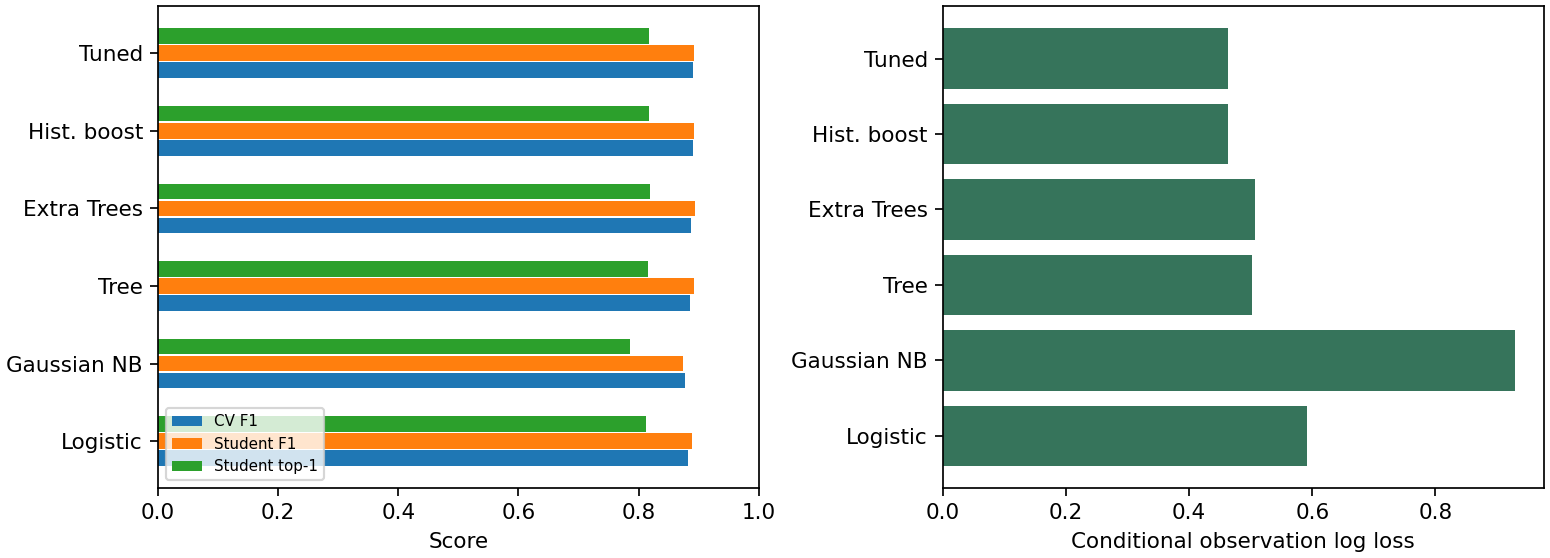 Tuned
Hist. boost
Extra Trees
Tree
Gaussian NB
Logistic
CV F1
Student F1
Student top-1
0.0 0.2 0.4 0.6 0.8 1.0
Score
Tuned
Hist. boost
Extra Trees
Tree
Gaussian NB
Logistic
0.0 0.2 0.4 0.6 0.8
Conditional observation log loss